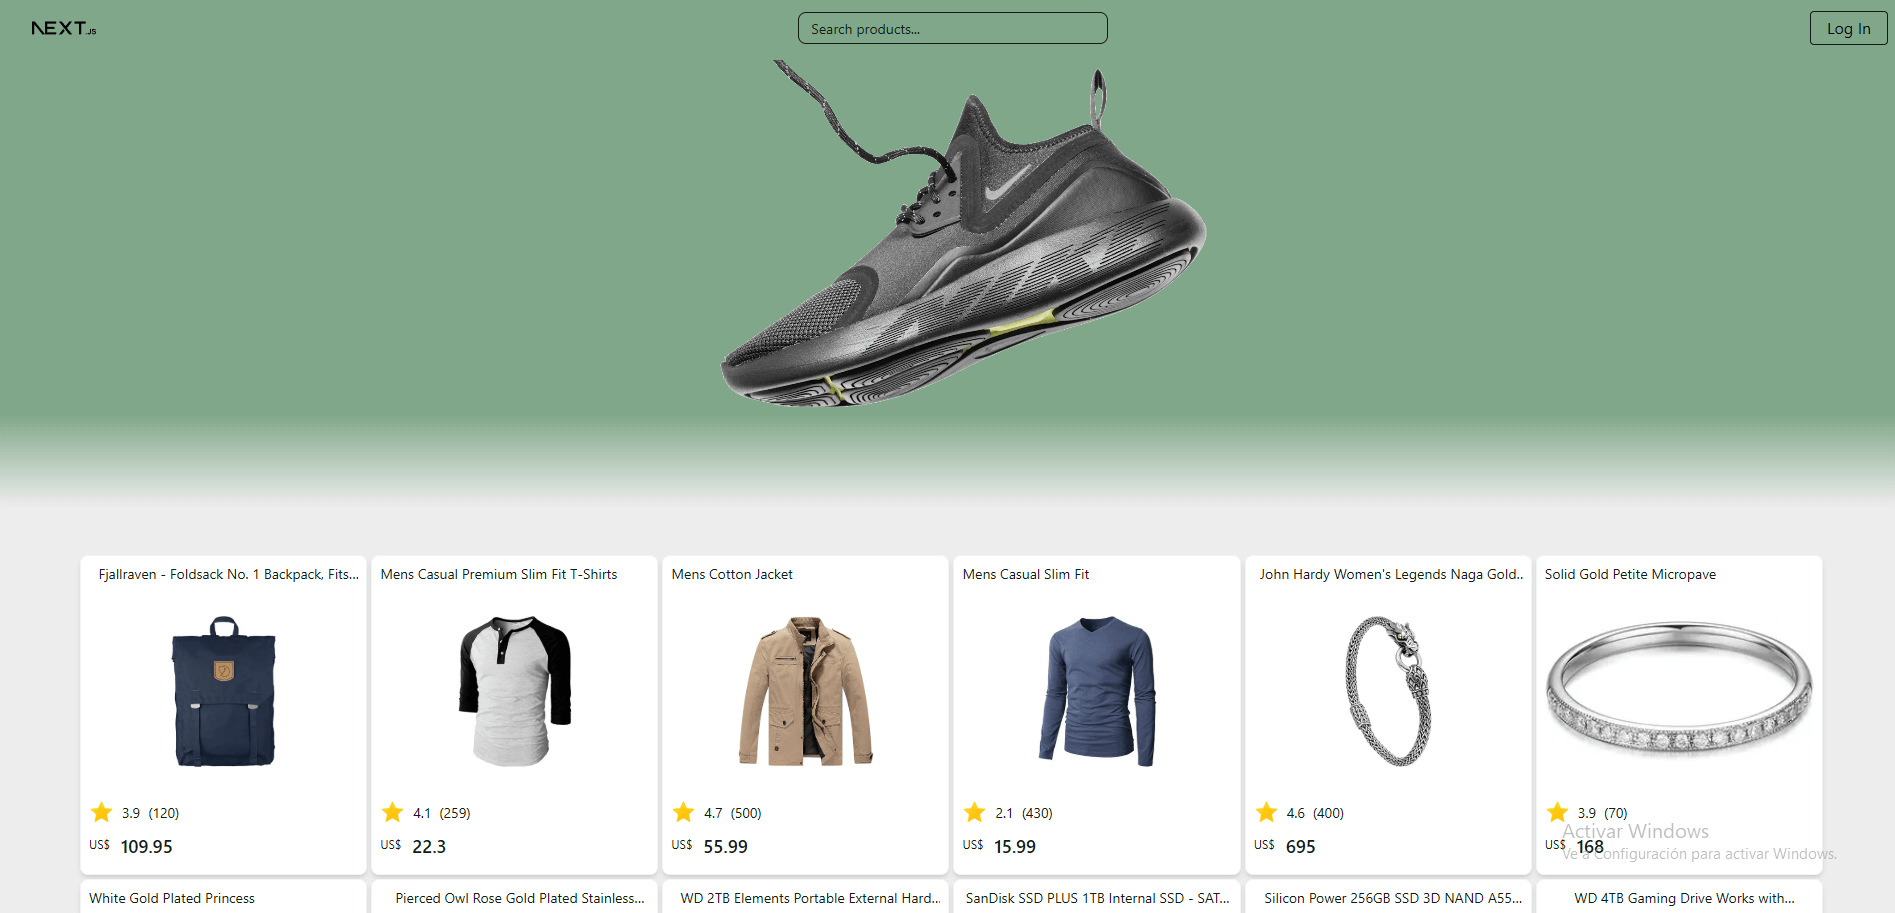 NEXT.JS
Search products...
Log In
Fjallraven - Foldsack No. 1 Backpack, Fits...
Mens Casual Premium Slim Fit T-Shirts
Mens Cotton Jacket
Mens Casual Slim Fit
John Hardy Women's Legends Naga Gold..
Solid Gold Petite Micropave
3.9 (120)
4.1 (259)
4.7 (500)
2.1 (430)
4.6 (400)
3.9 (70)
US$ 109.95
US$ 22.3
US$ 55.99
US$ 15.99
US$ 695
US$ 168
Activar Windows
Ve a Configuración para activar Windows.
White Gold Plated Princess
Pierced Owl Rose Gold Plated Stainless...
WD 2TB Elements Portable External Hard...
SanDisk SSD PLUS 1TB Internal SSD - SAT...
Silicon Power 256GB SSD 3D NAND A55...
WD 4TB Gaming Drive Works with...